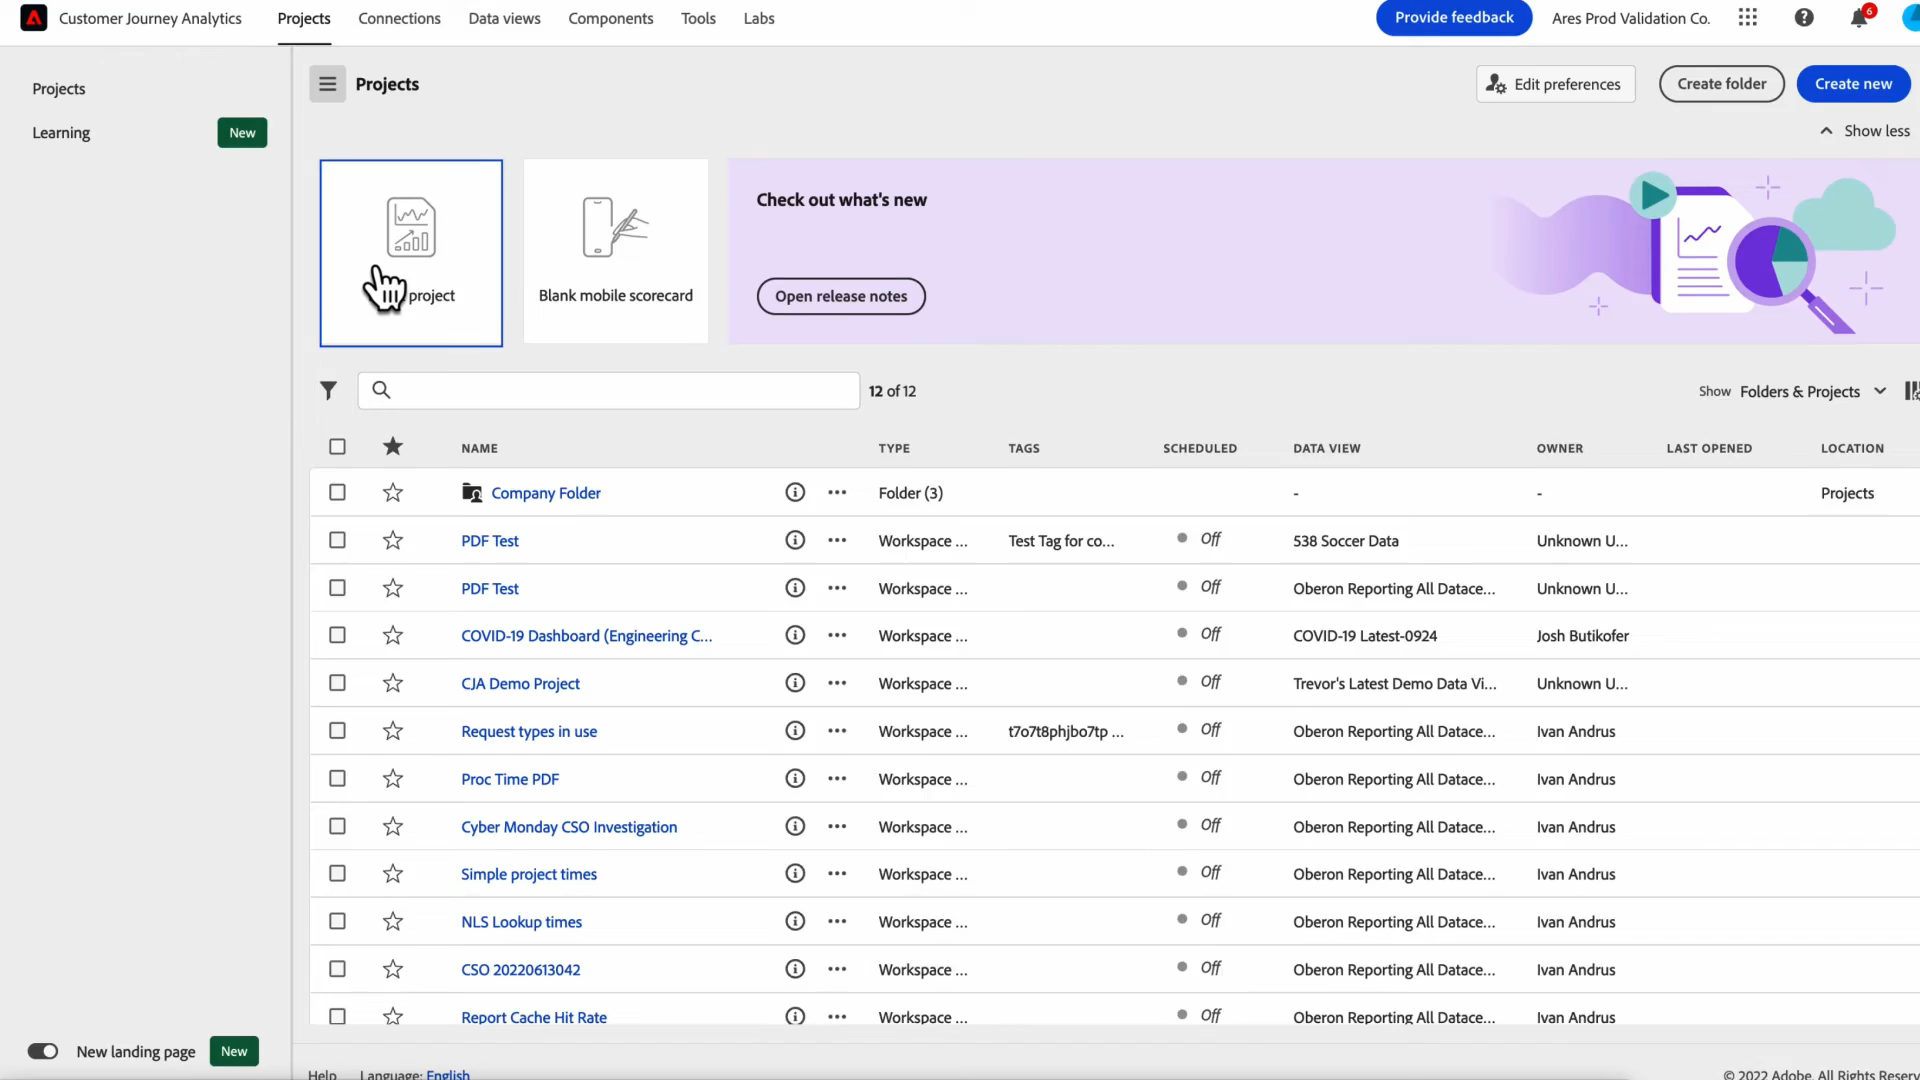 Customer Journey Analytics Projects Connections Data views Components Tools Labs Provide feedback Ares Prod Validation Co. 6
Projects
Learning New
Projects Edit preferences Create folder Create new
Show less
project
Blank mobile scorecard
Check out what's new
Open release notes
12 of 12 Show Folders & Projects
NAME TYPE TAGS SCHEDULED DATA VIEW OWNER LAST OPENED LOCATION
Company Folder Folder (3) - - Projects
PDF Test Workspace ... Test Tag for co... Off 538 Soccer Data Unknown U...
PDF Test Workspace ... Off Oberon Reporting All Datace... Unknown U...
COVID-19 Dashboard (Engineering C... Workspace ... Off COVID-19 Latest-0924 Josh Butikofer
CJA Demo Project Workspace ... Off Trevor's Latest Demo Data Vi... Unknown U...
Request types in use Workspace ... t7o7t8phjbo7tp ... Off Oberon Reporting All Datace... Ivan Andrus
Proc Time PDF Workspace ... Off Oberon Reporting All Datace... Ivan Andrus
Cyber Monday CSO Investigation Workspace ... Off Oberon Reporting All Datace... Ivan Andrus
Simple project times Workspace ... Off Oberon Reporting All Datace... Ivan Andrus
NLS Lookup times Workspace ... Off Oberon Reporting All Datace... Ivan Andrus
CSO 20220613042 Workspace ... Off Oberon Reporting All Datace... Ivan Andrus
Report Cache Hit Rate Workspace ... Off Oberon Reporting All Datace... Ivan Andrus
New landing page New
Help Language: English © 2022 Adobe. All Rights Reserv